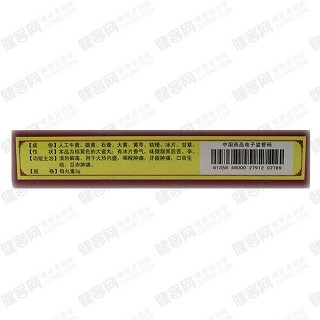 【成　份】人工牛黄、雄黄、石膏、大黄、黄芩、桔梗、冰片、甘草。
【性　状】本品为棕黄色的大蜜丸；有冰片香气，味微甜而后苦、辛。
【功能主治】清热解毒。用于火热内盛，咽喉肿痛，牙龈肿痛，口舌生
疮，目赤肿痛。
【规　格】每丸重3g
中国药品电子监管码
81356 46000 27912 02769
健客网
JIANKE.COM